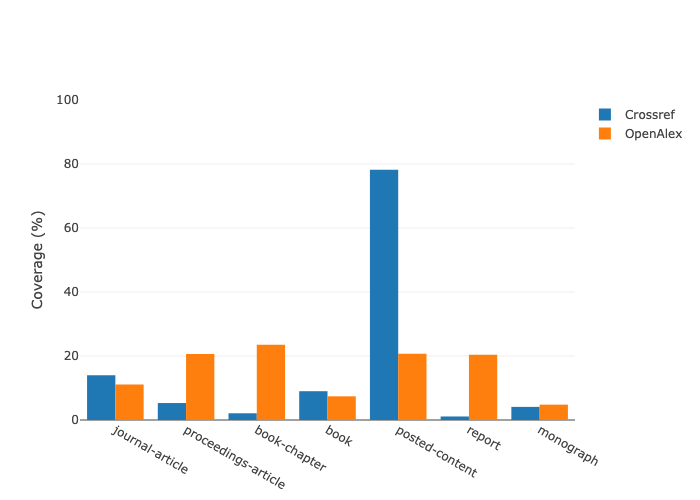 100
80
60
40
20
0
Coverage (%)
journal-article
proceedings-article
book-chapter
book
posted-content
report
monograph
Crossref
OpenAlex